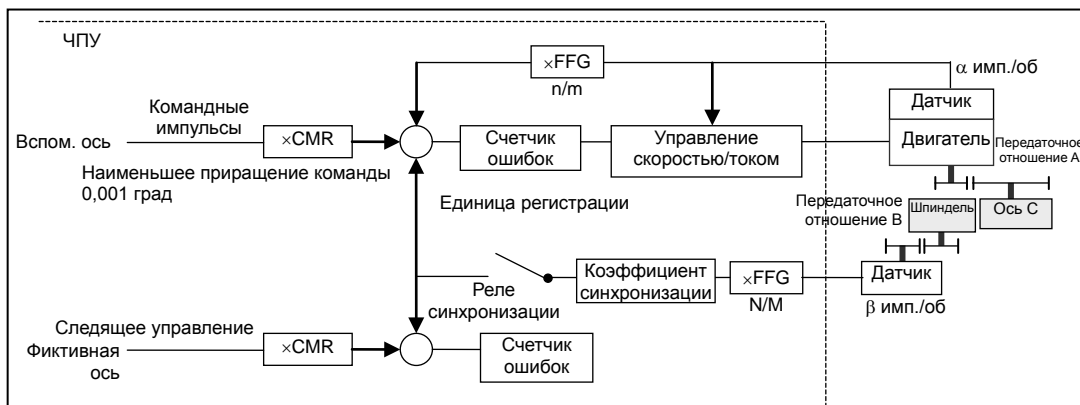 ЧПУ
×FFG
n/m
α имп./об
Датчик
Командные
импульсы
Вспом. ось
×CMR
Счетчик
ошибок
Управление
скоростью/током
Двигатель
Передаточное
отношение A
Наименьшее приращение команды
0,001 град
Единица регистрации
Передаточное
отношение B
Шпиндель
Ось C
Реле
синхронизации
Коэффициент
синхронизации
×FFG
N/M
Датчик
β имп./об
Следящее управление
Фиктивная
ось
×CMR
Счетчик
ошибок